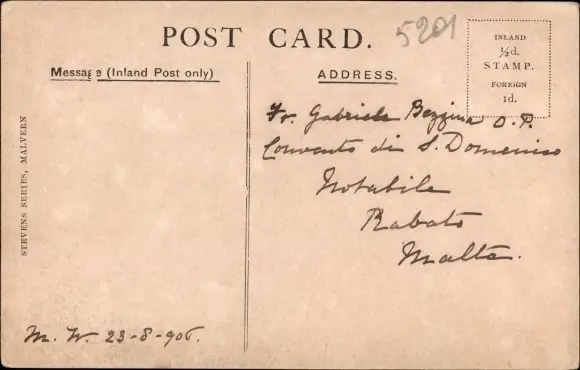 POST CARD.
5201
INLAND
½d.
STAMP.
FOREIGN
1d.
Message (Inland Post only)
ADDRESS.
Fr. Gabriele Bezzina O. P.
Convento di S. Domenico
Notabile
Rabato
Malta.
STEVENS SERIES, MALVERN
M. W. 23-8-906.